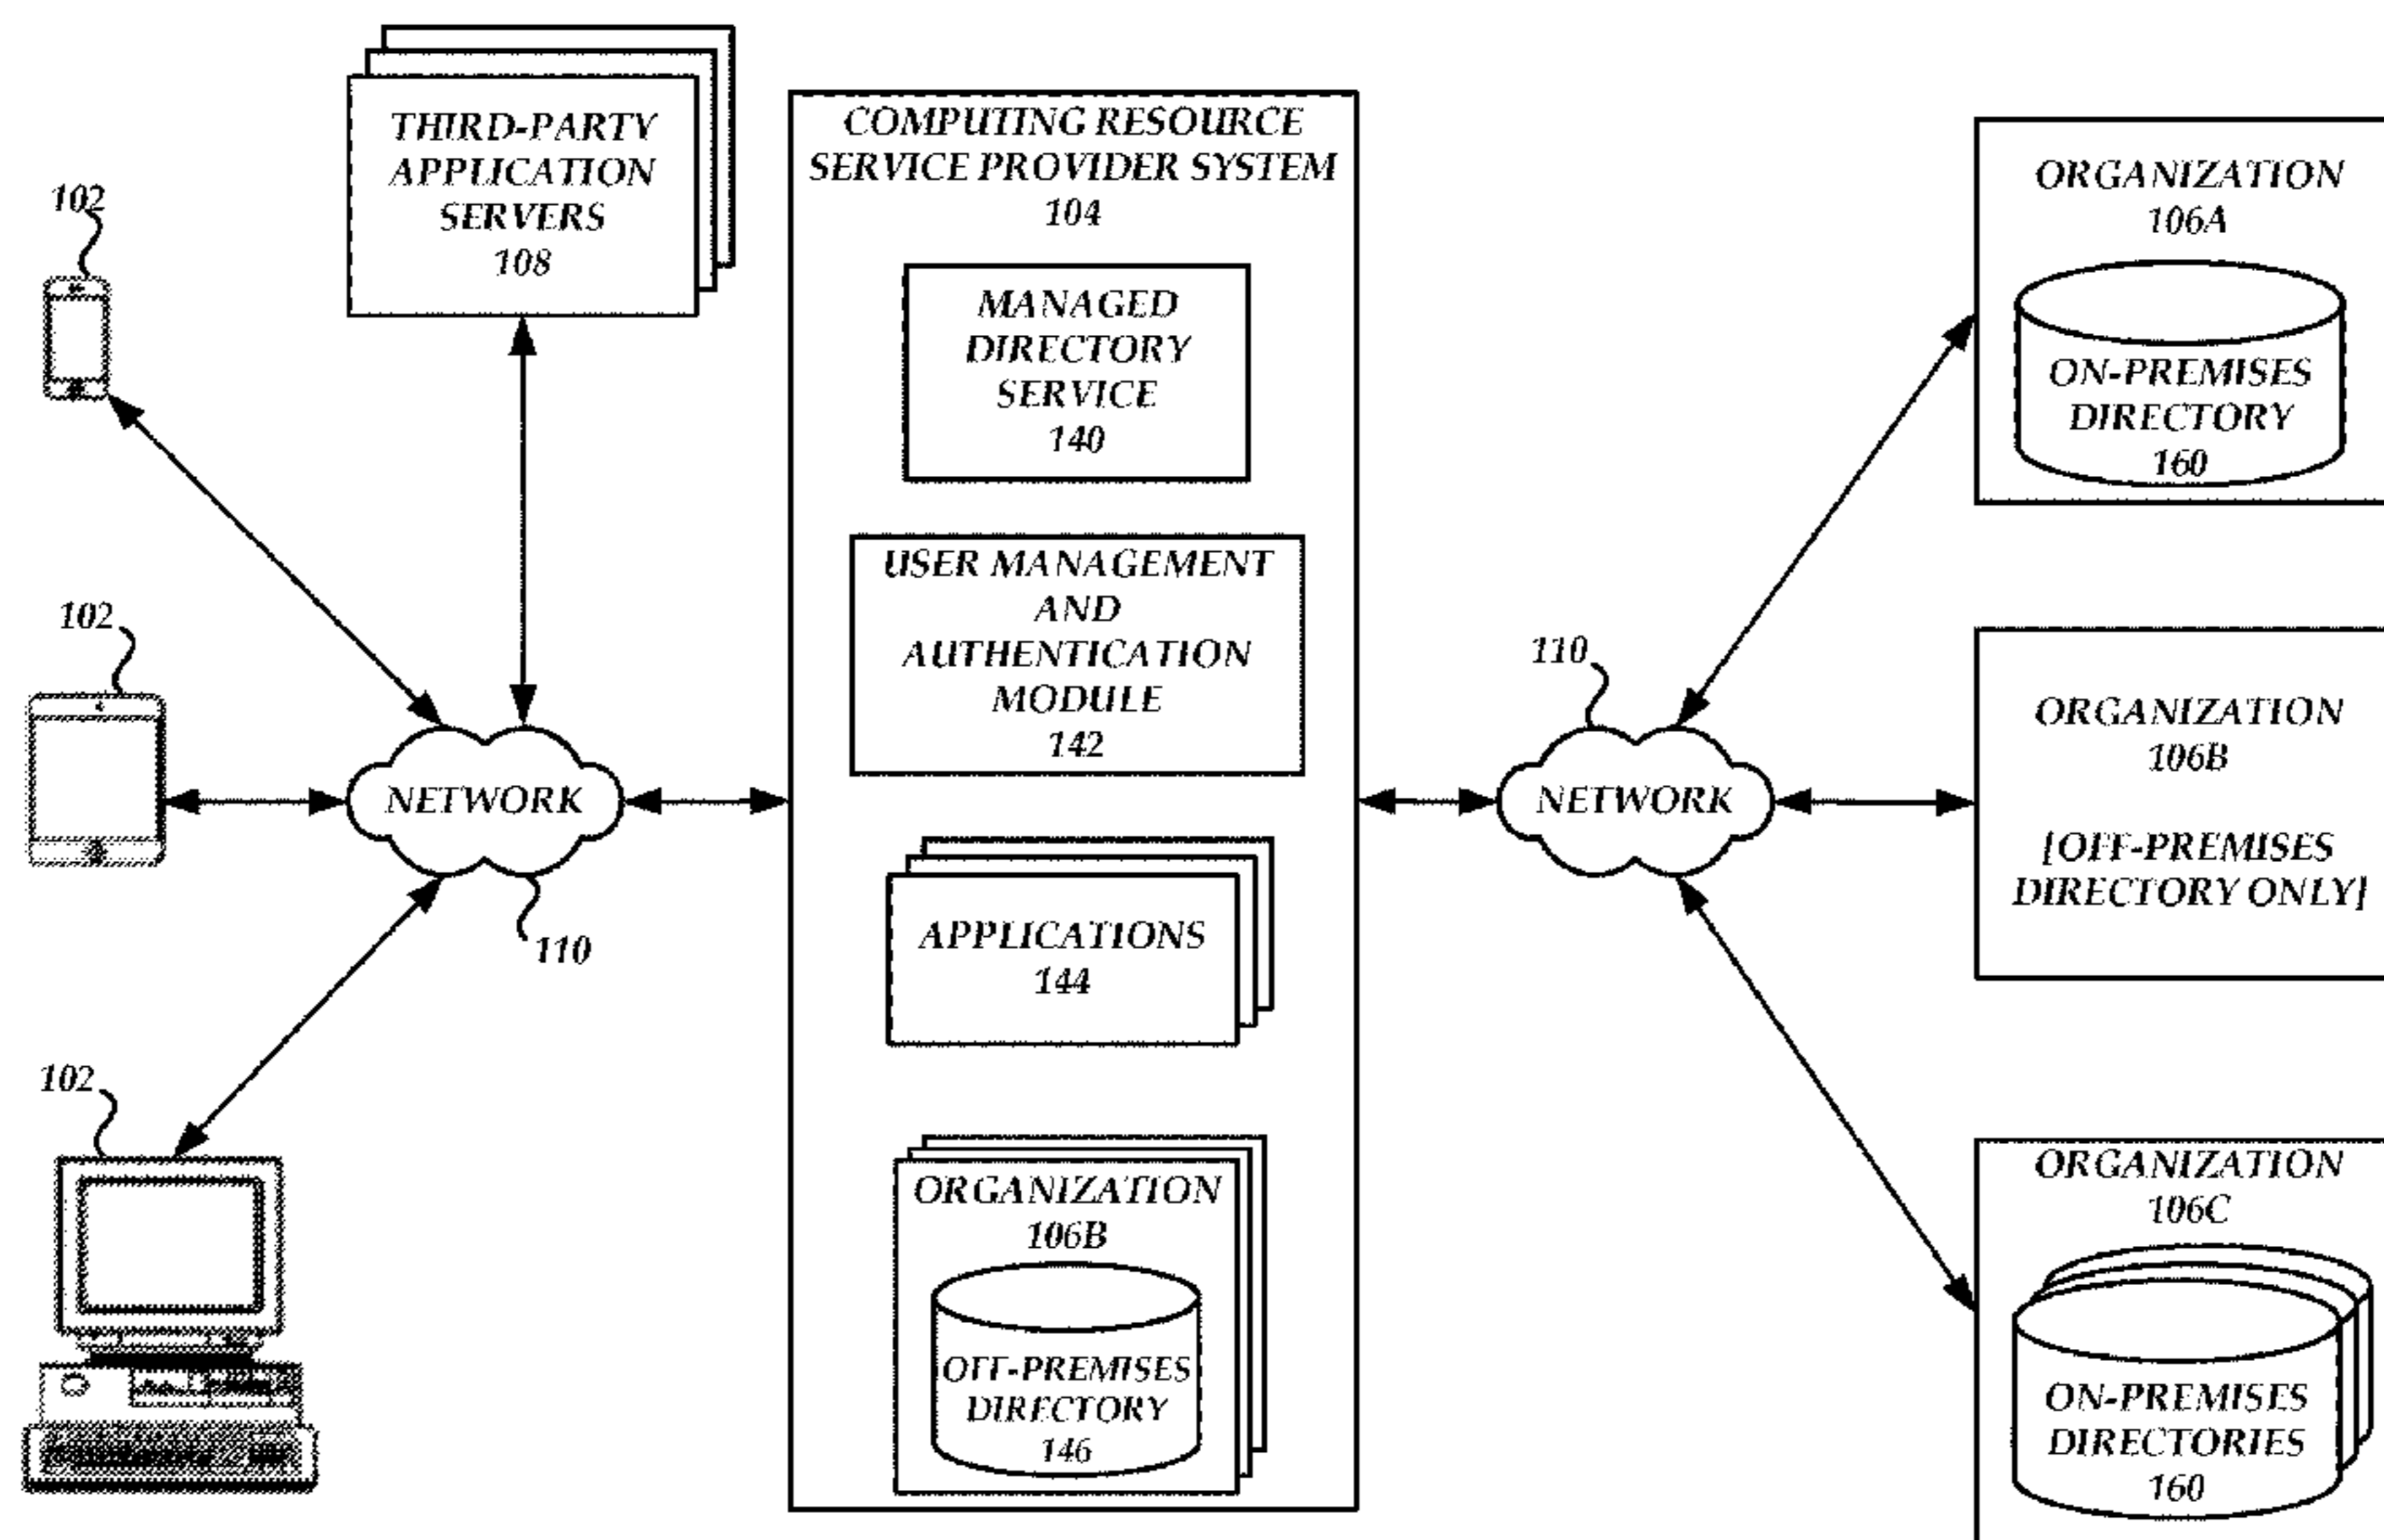 102
THIRD-PARTY
APPLICATION
SERVERS
108
102
102
NETWORK
110
COMPUTING RESOURCE
SERVICE PROVIDER SYSTEM
104
MANAGED
DIRECTORY
SERVICE
140
USER MANAGEMENT
AND
AUTHENTICATION
MODULE
142
APPLICATIONS
144
ORGANIZATION
106B
OFF-PREMISES
DIRECTORY
146
110
NETWORK
ORGANIZATION
106A
ON-PREMISES
DIRECTORY
160
ORGANIZATION
106B
[OFF-PREMISES
DIRECTORY ONLY]
ORGANIZATION
106C
ON-PREMISES
DIRECTORIES
160